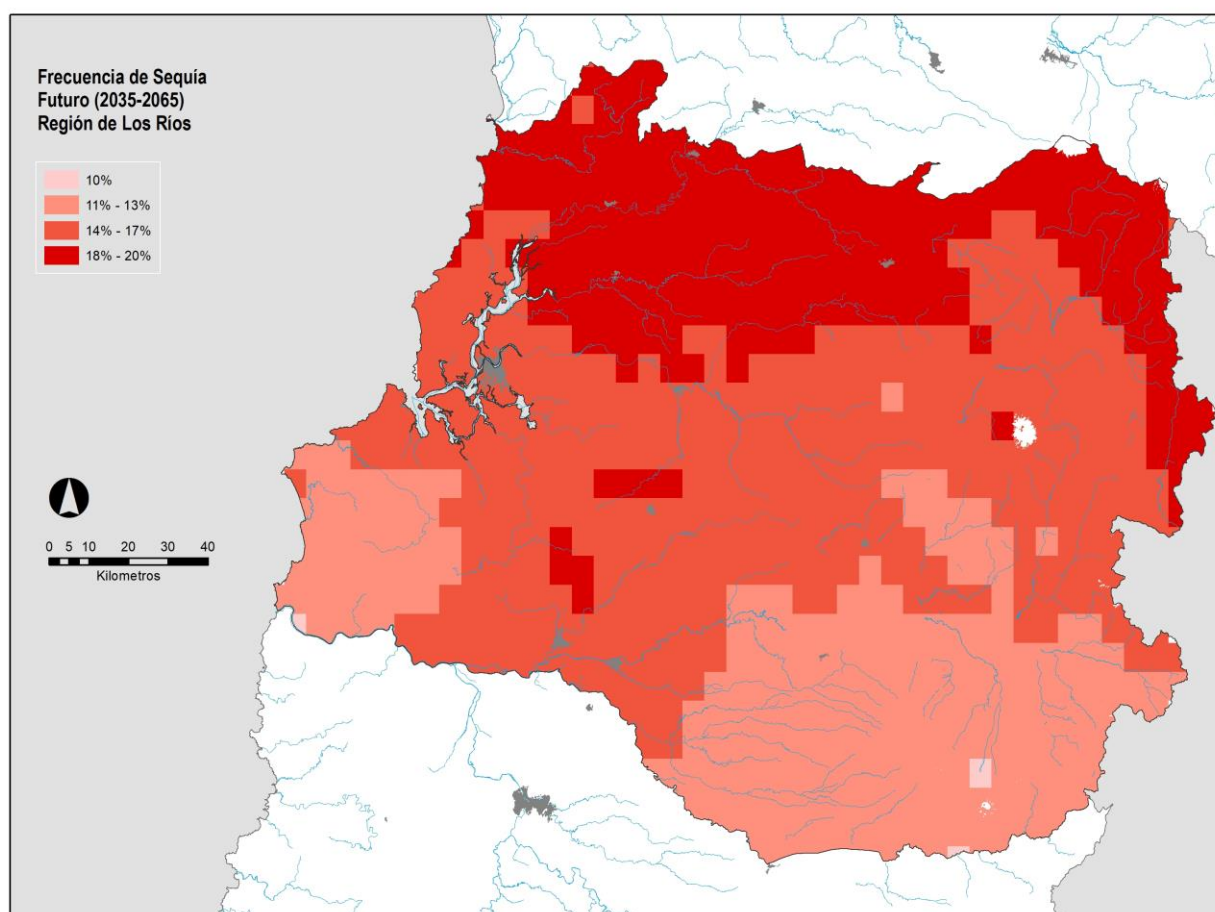 Frecuencia de Sequía
Futuro (2035-2065)
Región de Los Ríos
10%
11% - 13%
14% - 17%
18% - 20%
0 5 10 20 30 40
Kilometros